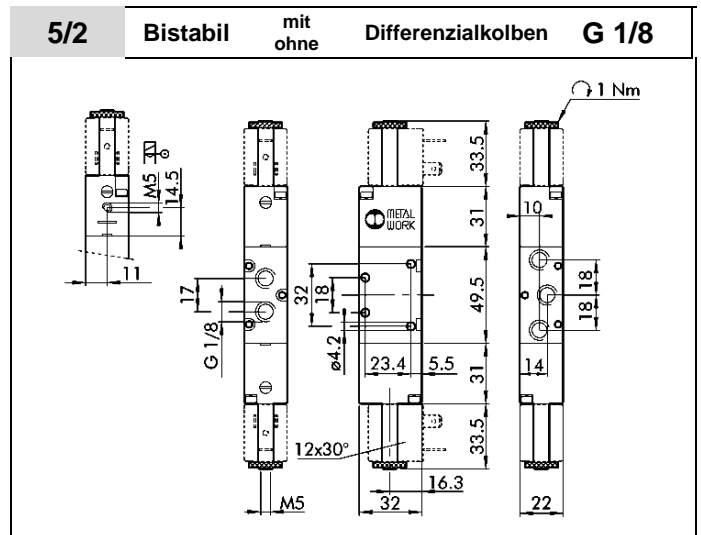 5/2 Bistabil mit ohne Differenzialkolben G 1/8
1 Nm
33.5
M5
14.5
METAL WORK
31
10
11
17
32
18
49.5
18
18
G 1/8
ø4.2
23.4
5.5
31
14
12x30°
33.5
16.3
M5
32
22